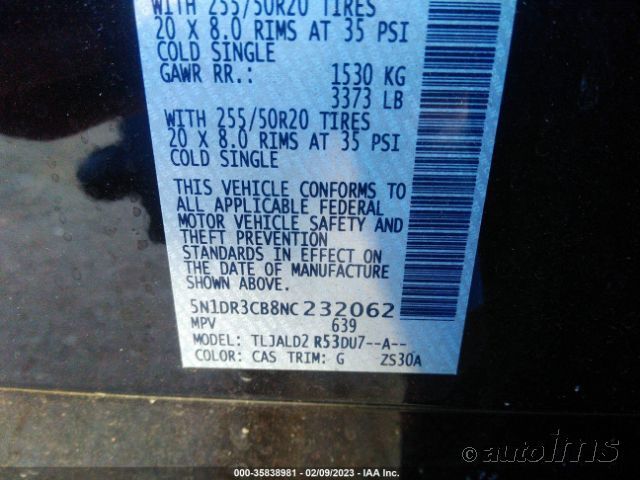 WITH 255/50R20 TIRES
20 X 8.0 RIMS AT 35 PSI
COLD SINGLE
GAWR RR.: 1530 KG
3373 LB
WITH 255/50R20 TIRES
20 X 8.0 RIMS AT 35 PSI
COLD SINGLE
THIS VEHICLE CONFORMS TO
ALL APPLICABLE FEDERAL
MOTOR VEHICLE SAFETY AND
THEFT PREVENTION
STANDARDS IN EFFECT ON
THE DATE OF MANUFACTURE
SHOWN ABOVE.
5N1DR3CB8NC232062
MPV 639
MODEL: TLJALD2 R53DU7--A--
COLOR: CAS TRIM: G ZS30A
© autoims
000-35838981 - 02/09/2023 - IAA Inc.